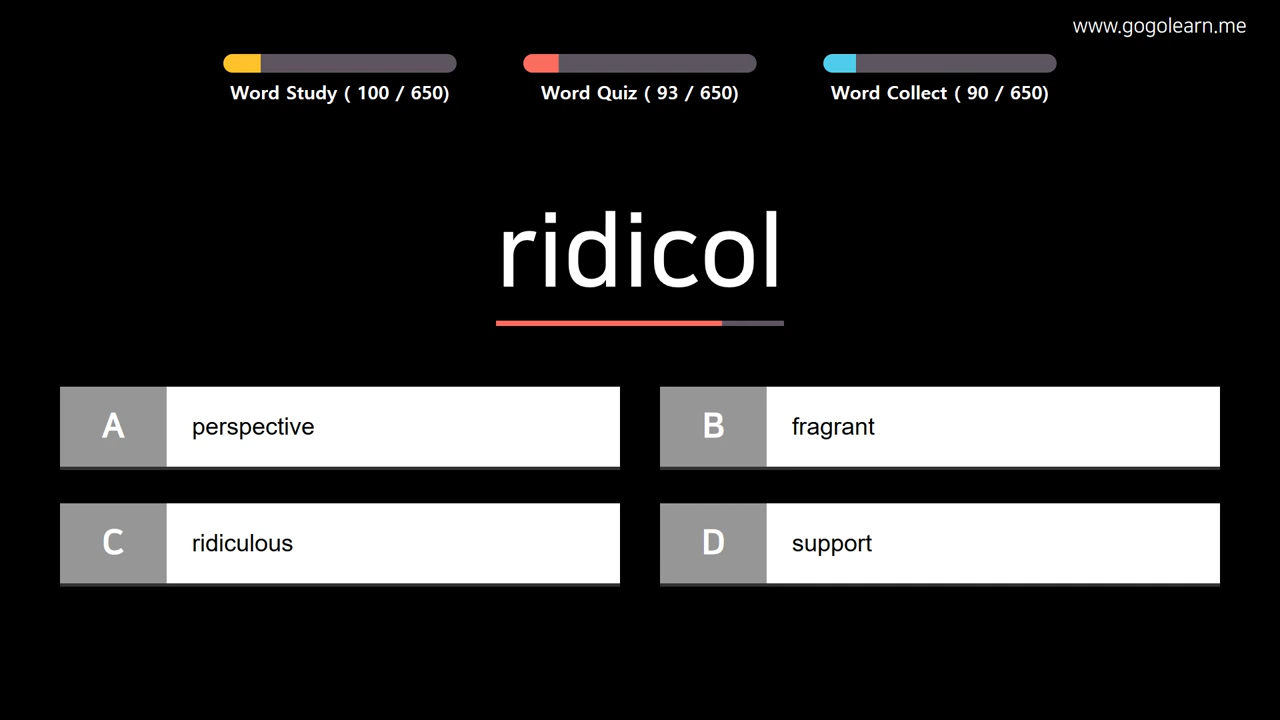 www.gogolearn.me
Word Study ( 100 / 650)
Word Quiz ( 93 / 650)
Word Collect ( 90 / 650)
ridicol
A perspective
B fragrant
C ridiculous
D support